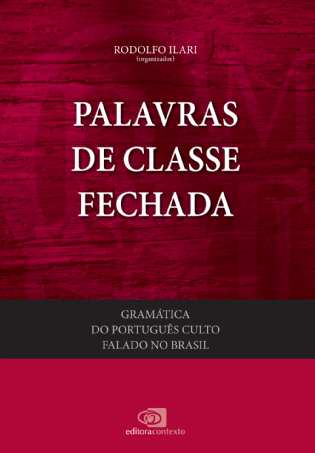 RODOLFO ILARI
(organizador)
PALAVRAS
DE CLASSE
FECHADA
GRAMÁTICA
DO PORTUGUÊS CULTO
FALADO NO BRASIL
editoracontexto